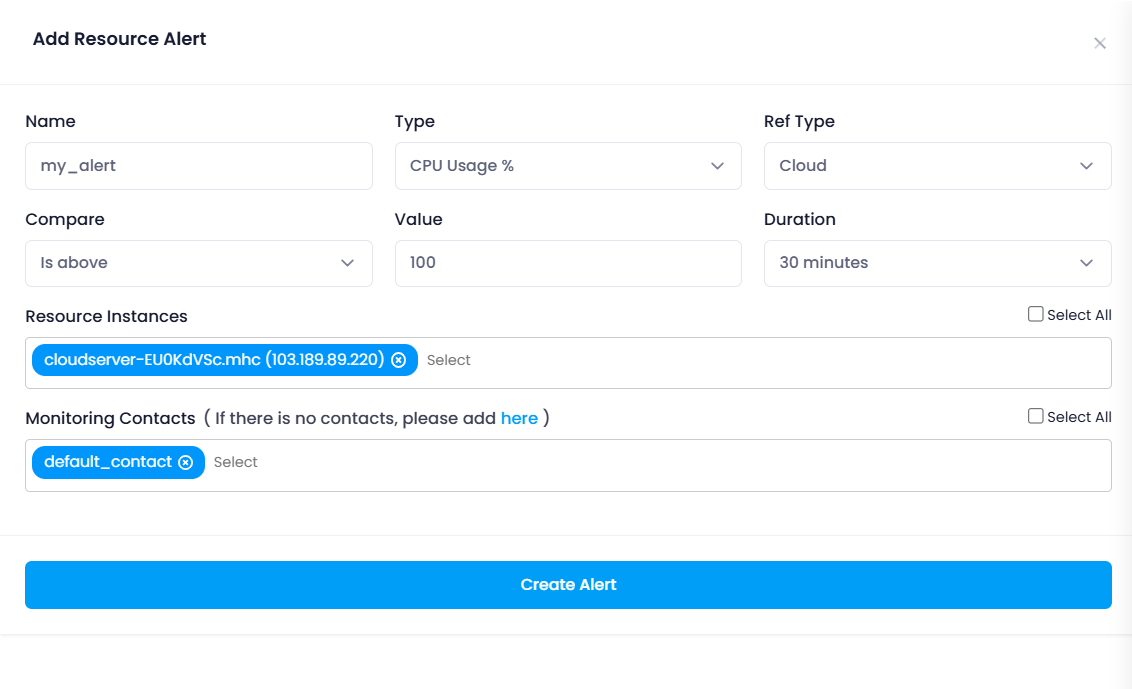 Add Resource Alert
Name
Type
Ref Type
my_alert
CPU Usage %
Cloud
Compare
Value
Duration
Is above
100
30 minutes
Resource Instances
Select All
cloudserver-EU0KdVSc.mhc (103.189.89.220)
Select
Monitoring Contacts ( If there is no contacts, please add here )
Select All
default_contact
Select
Create Alert